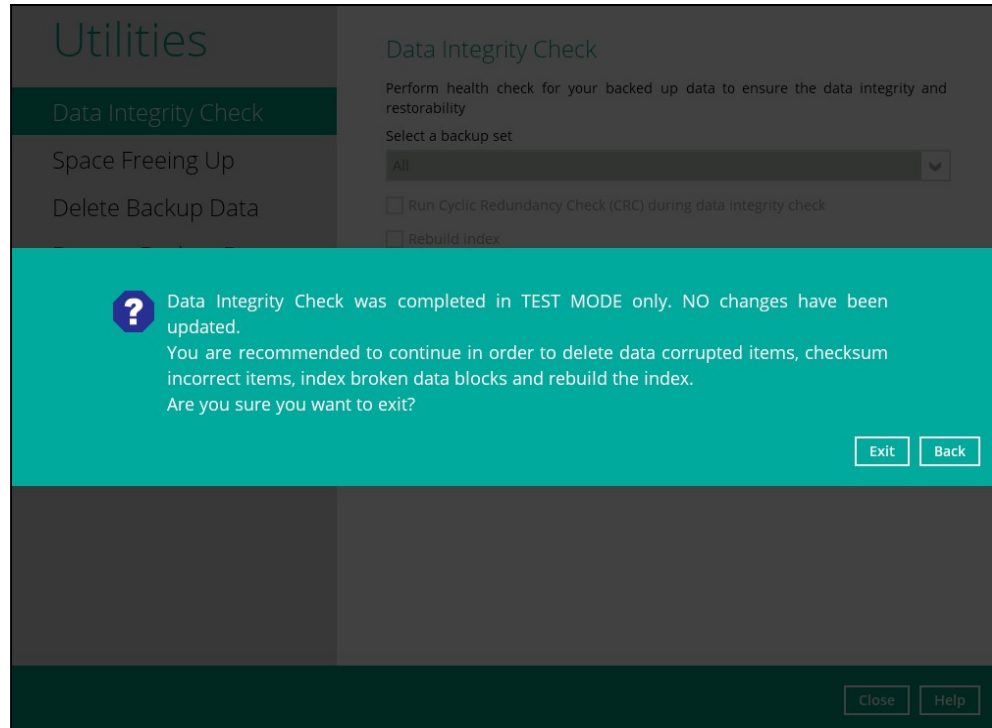 Utilities
Data Integrity Check
Space Freeing Up
Delete Backup Data
Data Integrity Check
Perform health check for your backed up data to ensure the data integrity and
restorability
Select a backup set
All
Run Cyclic Redundancy Check (CRC) during data integrity check
Rebuild index
Data Integrity Check was completed in TEST MODE only. NO changes have been
updated.
You are recommended to continue in order to delete data corrupted items, checksum
incorrect items, index broken data blocks and rebuild the index.
Are you sure you want to exit?
Exit Back
Close Help